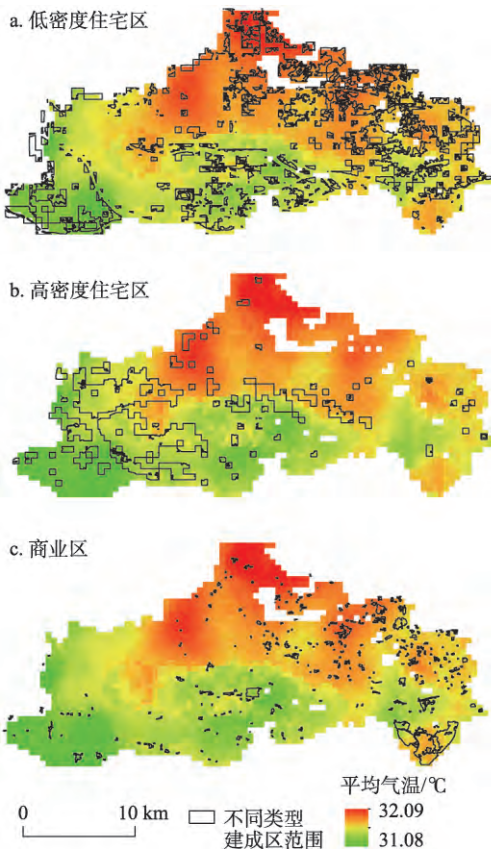 a. 低密度住宅区
b. 高密度住宅区
c. 商业区
平均气温/℃
0 10 km
不同类型
建成区范围
32.09
31.08